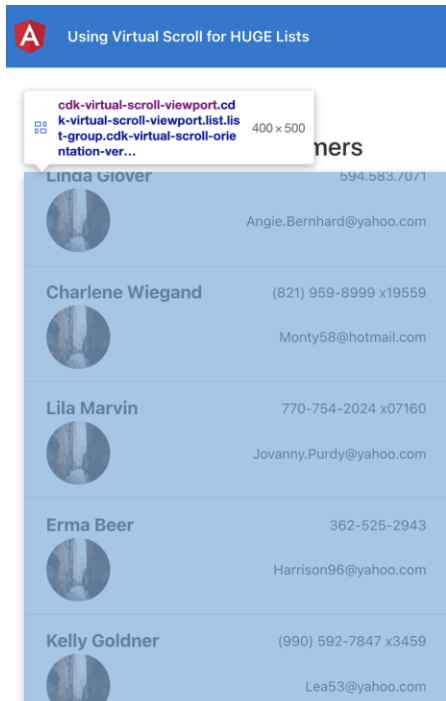 A
Using Virtual Scroll for HUGE Lists
cdk-virtual-scroll-viewport.cd
k-virtual-scroll-viewport.list.lis
t-group.cdk-virtual-scroll-orie
ntation-ver...
400 × 500
mers
Linda Glover
594.583.7071
Angie.Bernhard@yahoo.com
Charlene Wiegand
(821) 959-8999 x19559
Monty58@hotmail.com
Lila Marvin
770-754-2024 x07160
Jovanny.Purdy@yahoo.com
Erma Beer
362-525-2943
Harrison96@yahoo.com
Kelly Goldner
(990) 592-7847 x3459
Lea53@yahoo.com